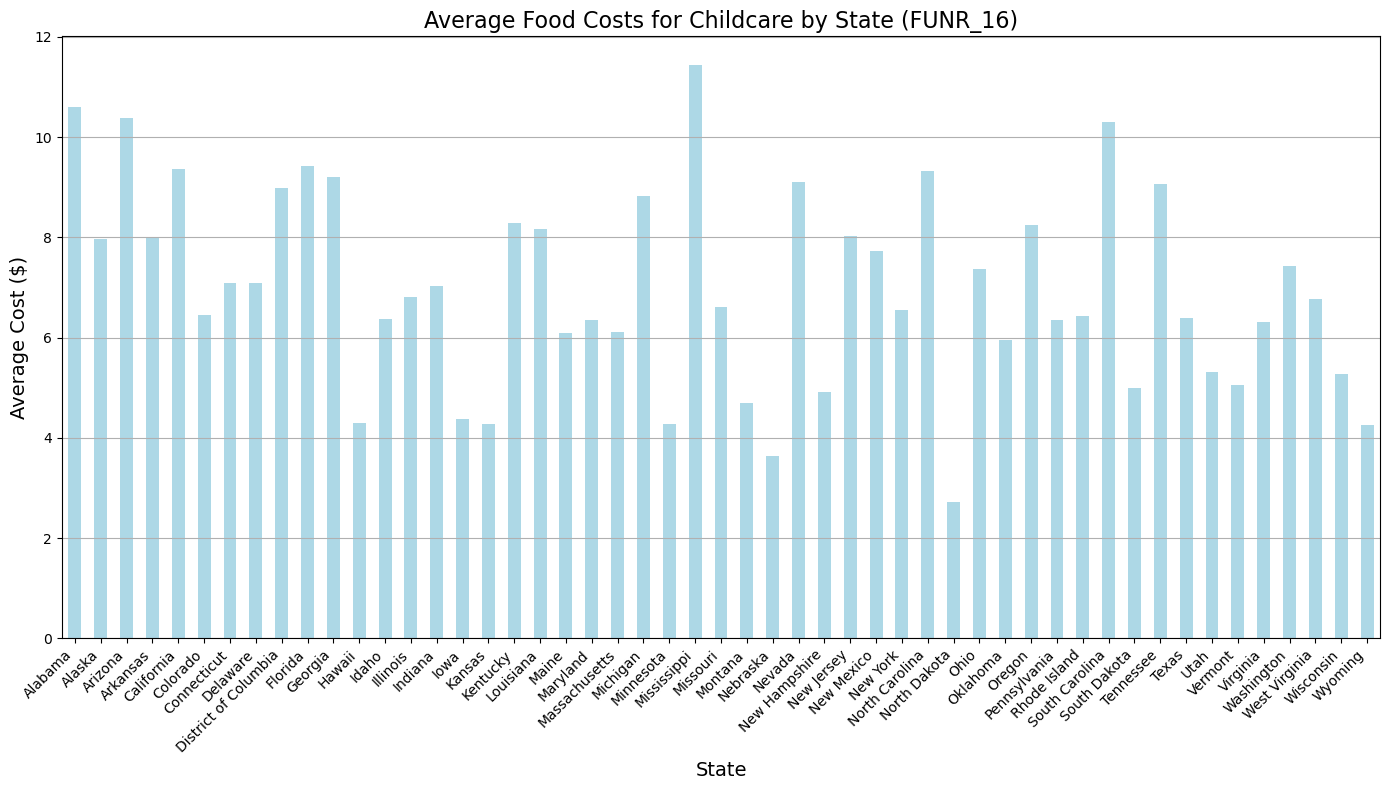 Average Food Costs for Childcare by State (FUNR_16)
12
10
8
6
4
2
0
Average Cost ($)
Alabama
Alaska
Arizona
Arkansas
California
Colorado
Connecticut
Delaware
District of Columbia
Florida
Georgia
Hawaii
Idaho
Illinois
Indiana
Iowa
Kansas
Kentucky
Louisiana
Maine
Maryland
Massachusetts
Michigan
Minnesota
Mississippi
Missouri
Montana
Nebraska
Nevada
New Hampshire
New Jersey
New Mexico
New York
North Carolina
North Dakota
Ohio
Oklahoma
Oregon
Pennsylvania
Rhode Island
South Carolina
South Dakota
Tennessee
Texas
Utah
Vermont
Virginia
Washington
West Virginia
Wisconsin
Wyoming
State